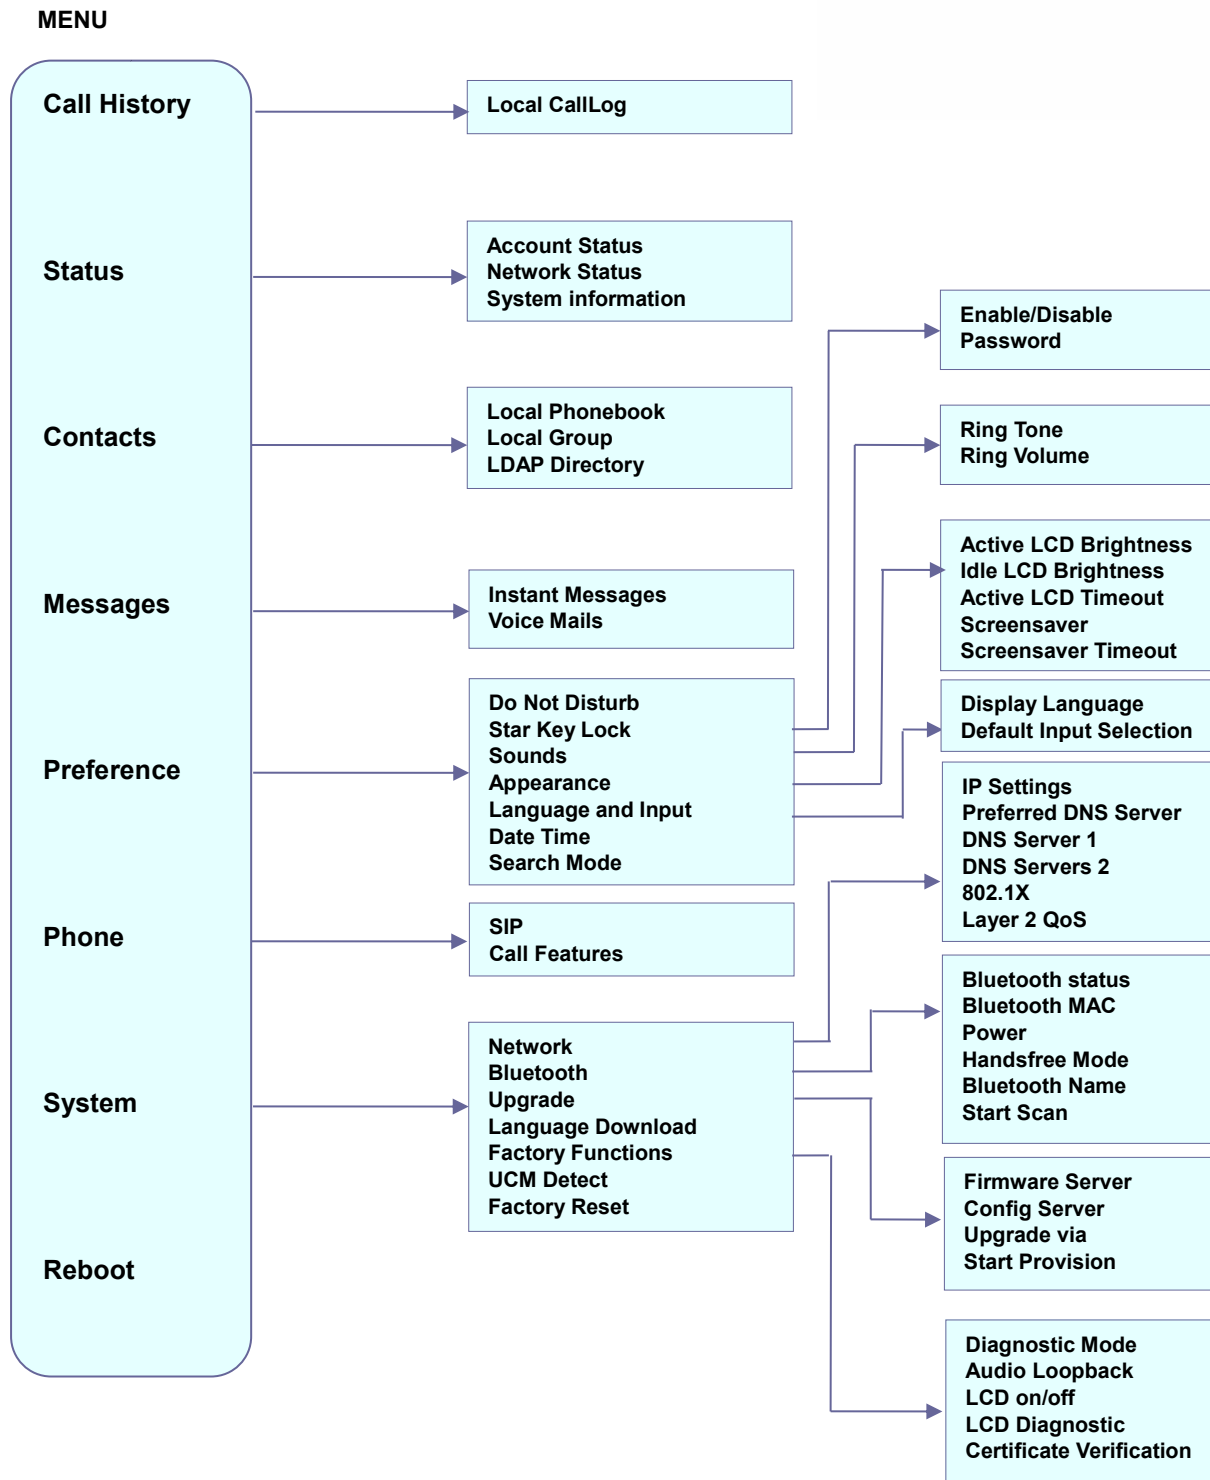 MENU
Call History
Local CallLog
Status
Account Status
Network Status
System information
Contacts
Local Phonebook
Local Group
LDAP Directory
Messages
Instant Messages
Voice Mails
Preference
Do Not Disturb
Star Key Lock
Sounds
Appearance
Language and Input
Date Time
Search Mode
Enable/Disable
Password
Ring Tone
Ring Volume
Active LCD Brightness
Idle LCD Brightness
Active LCD Timeout
Screensaver
Screensaver Timeout
Display Language
Default Input Selection
Phone
SIP
Call Features
System
Network
Bluetooth
Upgrade
Language Download
Factory Functions
UCM Detect
Factory Reset
IP Settings
Preferred DNS Server
DNS Server 1
DNS Servers 2
802.1X
Layer 2 QoS
Bluetooth status
Bluetooth MAC
Power
Handsfree Mode
Bluetooth Name
Start Scan
Firmware Server
Config Server
Upgrade via
Start Provision
Diagnostic Mode
Audio Loopback
LCD on/off
LCD Diagnostic
Certificate Verification
Reboot